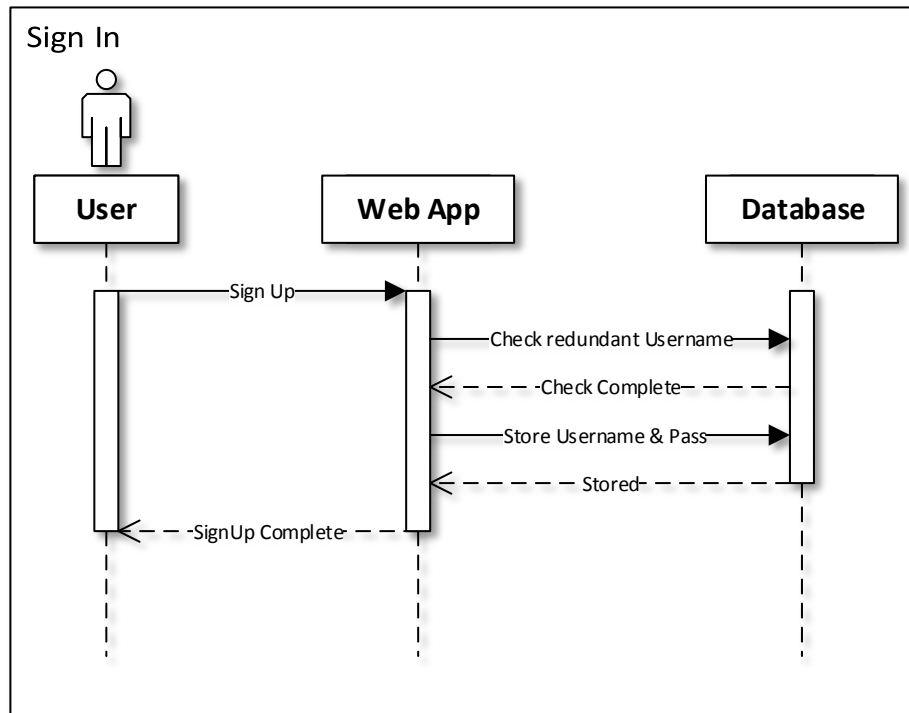 Sign In
User
Web App
Database
Sign Up
Check redundant Username
Check Complete
Store Username & Pass
Stored
SignUp Complete